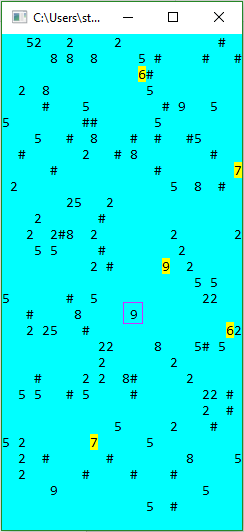 C:\Users\st...
52 2 2 #
8 8 8 5 # # #
6#
2 8 5
# 5 # 9 5
5 ## 5
5 # 8 # # #5
# 2 # 8 #
# # 7
2 5 8 #
25 2
2 #
2 2#8 2 2 2
5 5 # 2
2 # 9 2
5 5
5 # 5 22
# 8 9
2 25 # 62
22 8 5# 5
2 2
# 2 2 8# 2
5 5 # 5 # 22 #
2 #
5 2 #
5 2 7 5
2 # # 8 5
2 # # #
9 5
5 #